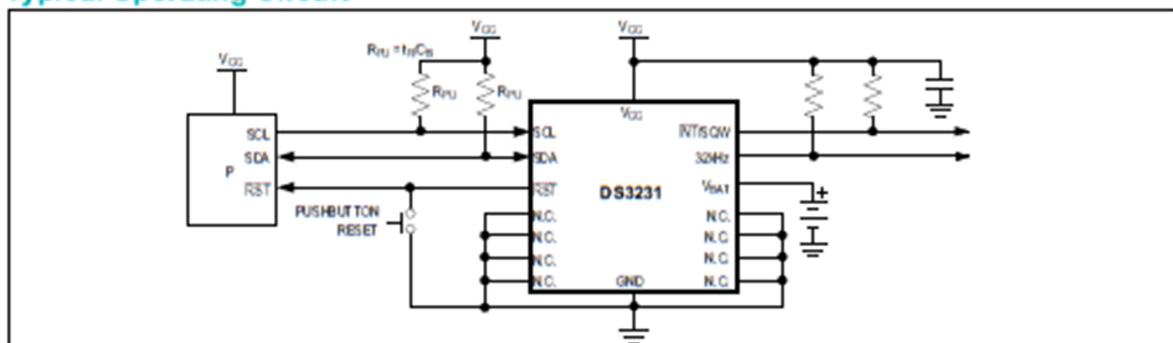 Typical Operating Circuit
VCC
RPU = tR/CB
VCC
VCC
RPU
RPU
SCL
SDA
P
RST
PUSHBUTTON
RESET
VCC
SCL
SDA
RST
N.C.
N.C.
N.C.
N.C.
DS3231
GND
INT/SQW
32kHz
VBAT
N.C.
N.C.
N.C.
N.C.
+